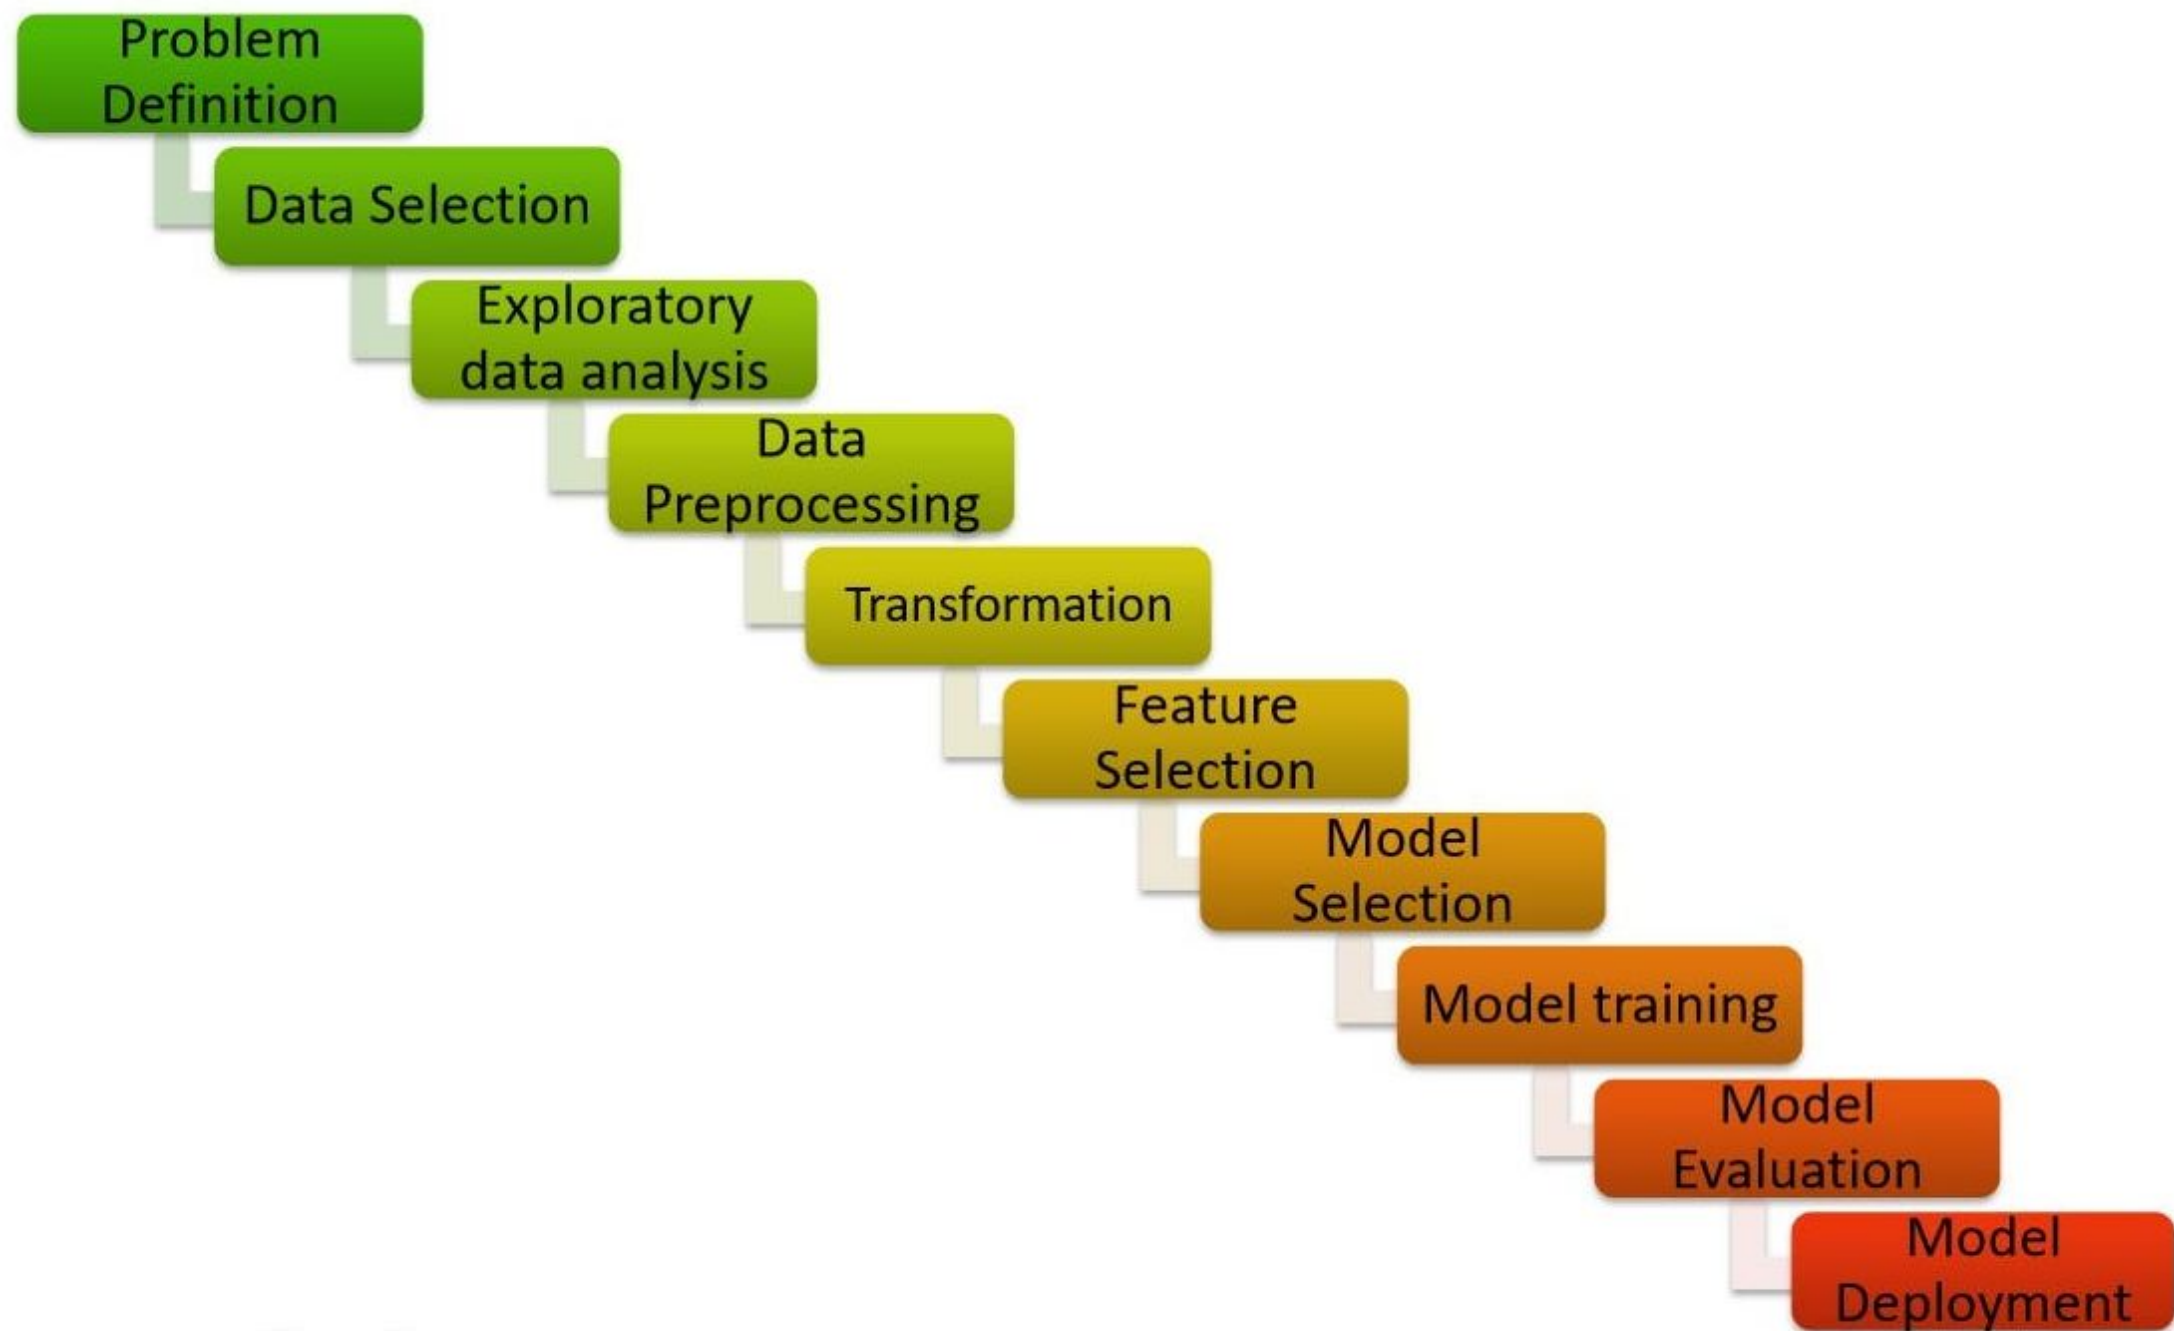 Problem
Definition
Data Selection
Exploratory
data analysis
Data
Preprocessing
Transformation
Feature
Selection
Model
Selection
Model training
Model
Evaluation
Model
Deployment